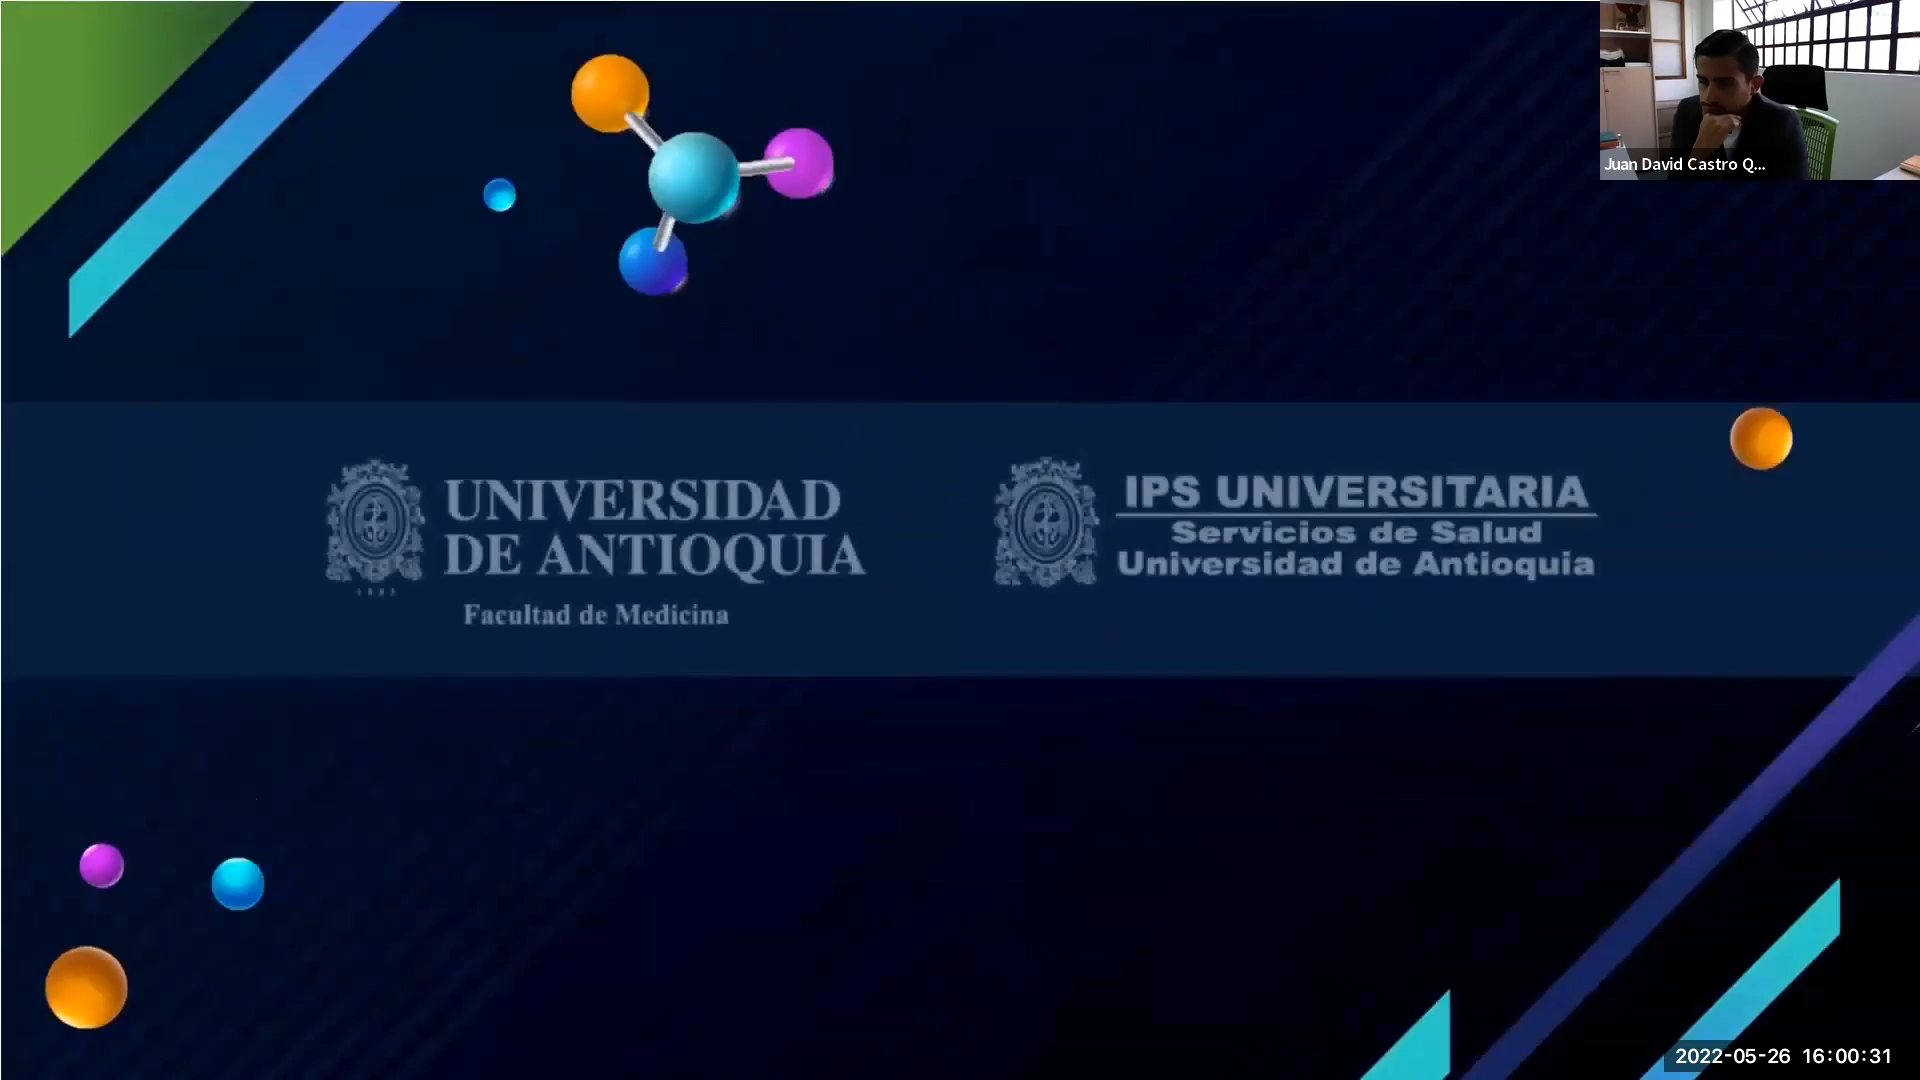 Juan David Castro Q...
UNIVERSIDAD
DE ANTIOQUIA
1803
Facultad de Medicina
IPS UNIVERSITARIA
Servicios de Salud
Universidad de Antioquia
2022-05-26 16:00:31